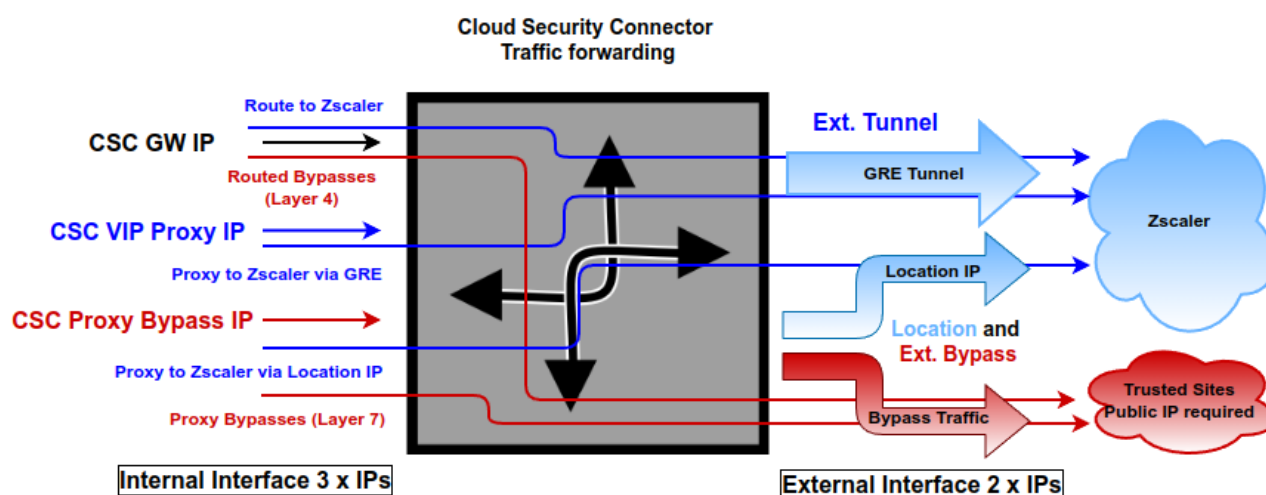 Cloud Security Connector
Traffic forwarding
Route to Zscaler
CSC GW IP
Routed Bypasses
(Layer 4)
CSC VIP Proxy IP
Proxy to Zscaler via GRE
CSC Proxy Bypass IP
Proxy to Zscaler via Location IP
Proxy Bypasses (Layer 7)
Internal Interface 3 x IPs
Ext. Tunnel
GRE Tunnel
Location IP
Location and
Ext. Bypass
Bypass Traffic
External Interface 2 x IPs
Zscaler
Trusted Sites
Public IP required